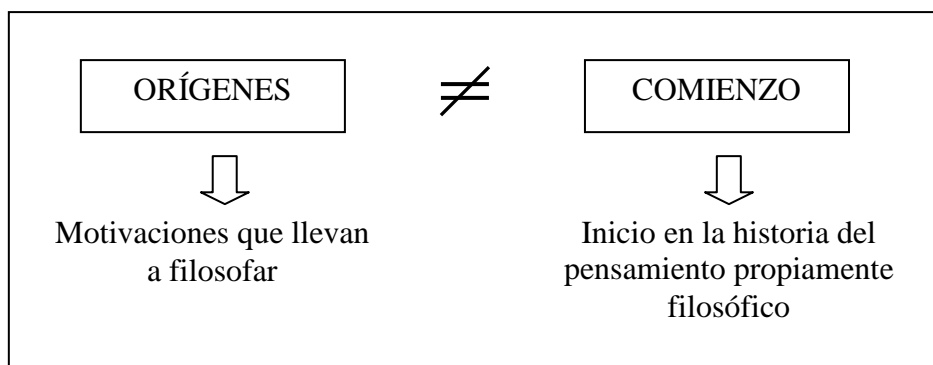 ORÍGENES
≠
COMIENZO
Motivaciones que llevan
a filosofar
Inicio en la historia del
pensamiento propiamente
filosófico